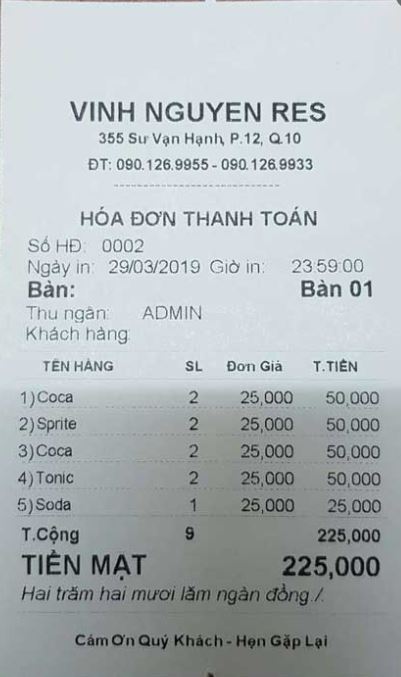 VINH NGUYEN RES
355 Sư Vạn Hạnh, P.12, Q.10
ĐT: 090.126.9955 - 090.126.9933
HÓA ĐƠN THANH TOÁN
Số HĐ: 0002
Ngày in: 29/03/2019 Giờ in: 23:59:00
Bàn: Bàn 01
Thu ngân: ADMIN
Khách hàng:
TÊN HÀNG SL Đơn Giá T.TIỀN
1) Coca 2 25,000 50,000
2) Sprite 2 25,000 50,000
3) Coca 2 25,000 50,000
4) Tonic 2 25,000 50,000
5) Soda 1 25,000 25,000
T.Cộng 9 225,000
TIỀN MẶT 225,000
Hai trăm hai mươi lăm ngàn đồng./.
Cám Ơn Quý Khách - Hẹn Gặp Lại